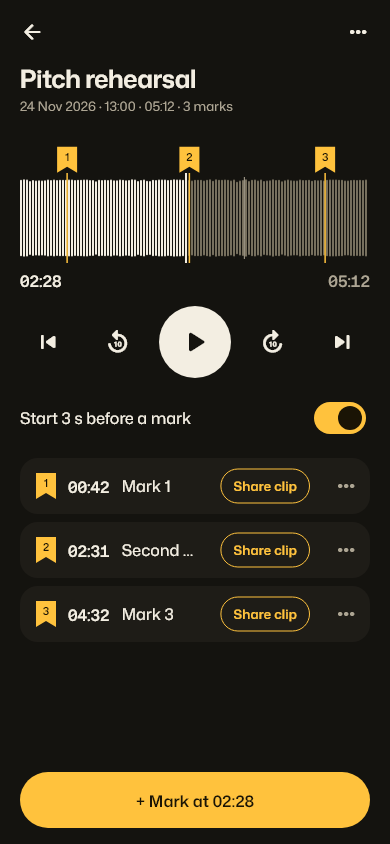 Pitch rehearsal
24 Nov 2026 · 13:00 · 05:12 · 3 marks
1 2 3
02:28 05:12
10 10
Start 3 s before a mark
1 00:42 Mark 1 Share clip
2 02:31 Second ... Share clip
3 04:32 Mark 3 Share clip
+ Mark at 02:28